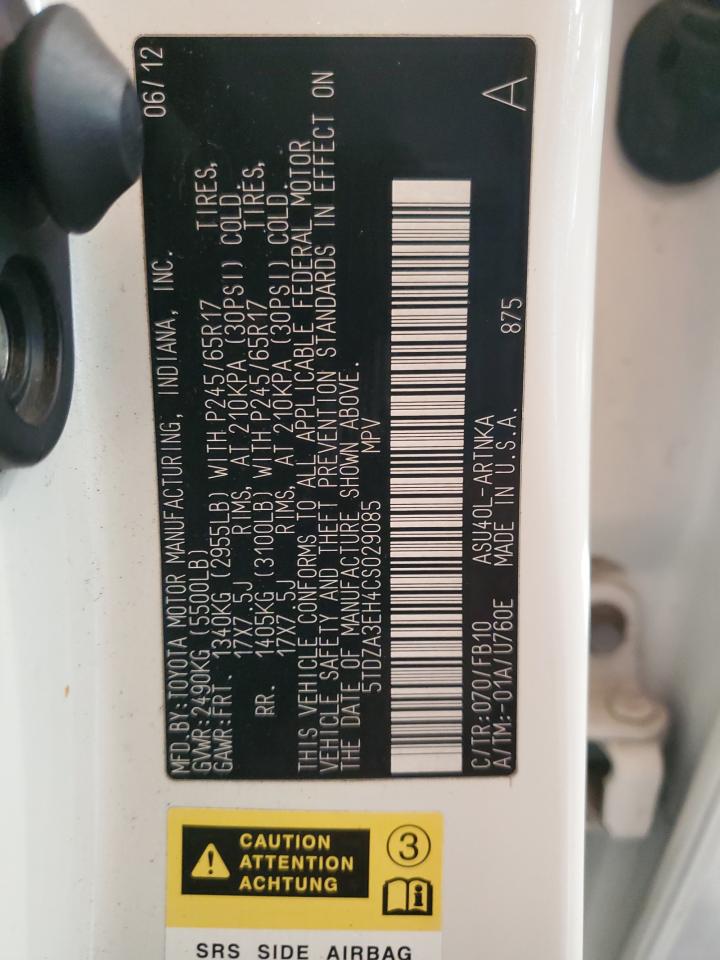 MFD.BY:TOYOTA MOTOR MANUFACTURING, INDIANA, INC. 06/12
GVWR:2490KG (5500LB)
GAWR:FRT. 1340KG (2955LB) WITH P245/65R17 TIRES,
17X7.5J RIMS, AT 210KPA (30PSI) COLD.
RR. 1405KG (3100LB) WITH P245/65R17 TIRES,
17X7.5J RIMS, AT 210KPA (30PSI) COLD.
THIS VEHICLE CONFORMS TO ALL APPLICABLE FEDERAL MOTOR
VEHICLE SAFETY AND THEFT PREVENTION STANDARDS IN EFFECT ON
THE DATE OF MANUFACTURE SHOWN ABOVE.
5TDZA3EH4CS029085 MPV
C/TR:070/FB10 ASU40L-ARTNKA A
A/TM:-01A/U760E MADE IN U.S.A. 875
CAUTION
ATTENTION
ACHTUNG
3
SRS SIDE AIRBAG